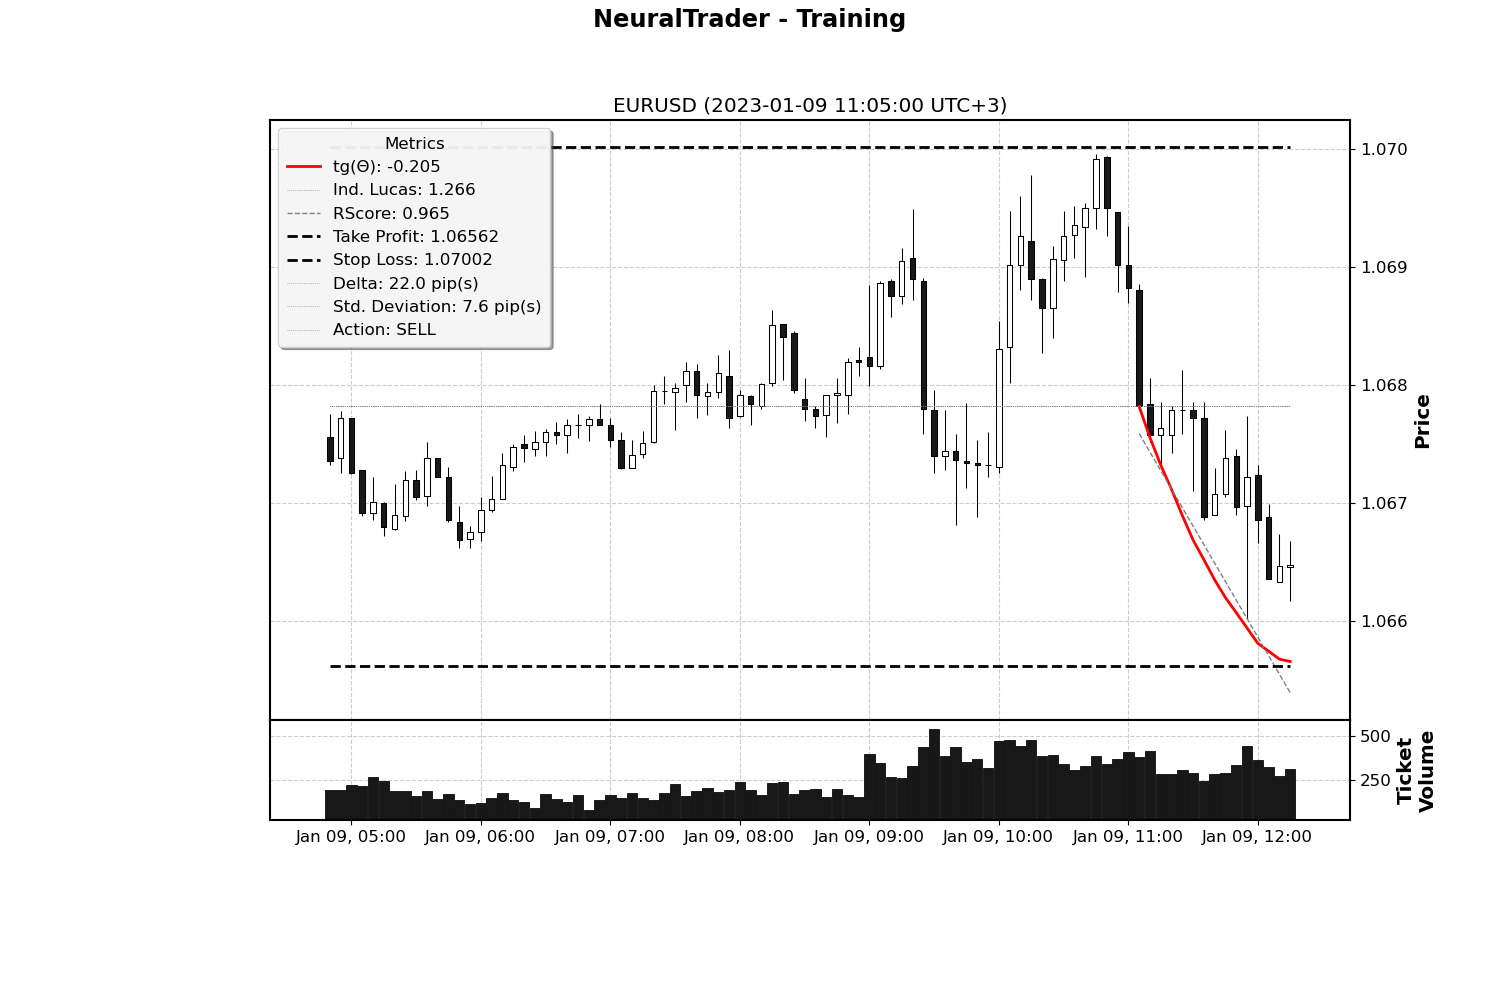 NeuralTrader - Training
EURUSD (2023-01-09 11:05:00 UTC+3)
Metrics
tg(Θ): -0.205
Ind. Lucas: 1.266
RScore: 0.965
Take Profit: 1.06562
Stop Loss: 1.07002
Delta: 22.0 pip(s)
Std. Deviation: 7.6 pip(s)
Action: SELL
1.070
1.069
1.068
1.067
1.066
Price
500
250
Ticket
Volume
Jan 09, 05:00 Jan 09, 06:00 Jan 09, 07:00 Jan 09, 08:00 Jan 09, 09:00 Jan 09, 10:00 Jan 09, 11:00 Jan 09, 12:00